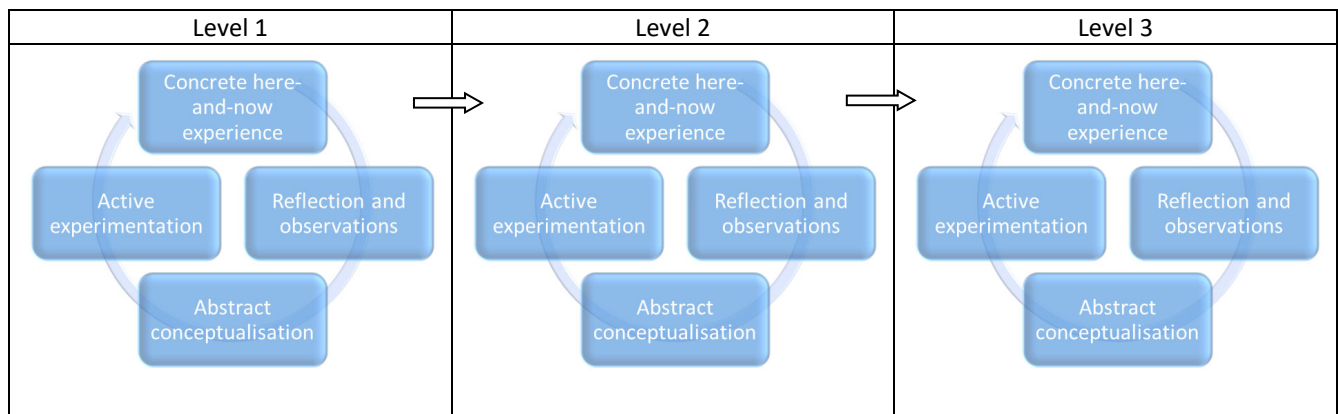 Level 1
Level 2
Level 3
Concrete here-
and-now
experience
Reflection and
observations
Abstract
conceptualisation
Active
experimentation
Concrete here-
and-now
experience
Reflection and
observations
Abstract
conceptualisation
Active
experimentation
Concrete here-
and-now
experience
Reflection and
observations
Abstract
conceptualisation
Active
experimentation